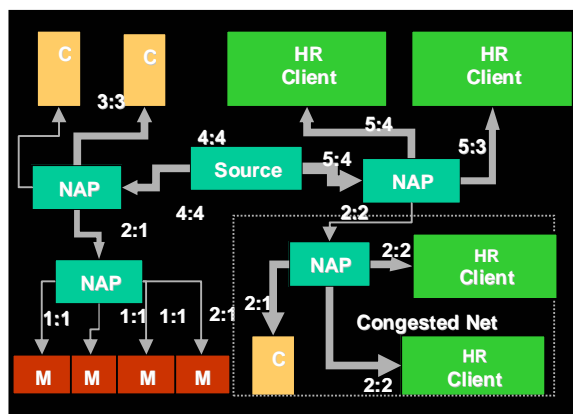 C
C
HR
Client
HR
Client
3:3
4:4
5:4
5:3
Source
5:4
NAP
NAP
4:4
2:2
2:1
NAP
NAP
2:2
HR
Client
1:1
1:1
1:1
2:1
2:1
Congested Net
M
M
M
M
C
HR
Client
2:2